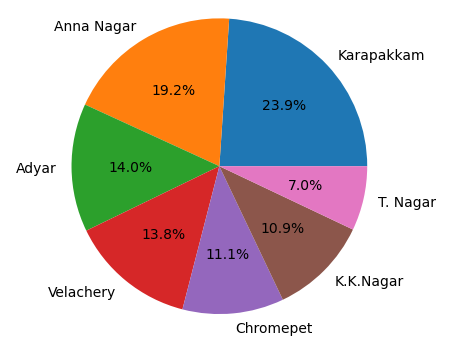 Anna Nagar
Karapakkam
19.2%
23.9%
Adyar
14.0%
7.0%
T. Nagar
13.8%
11.1%
10.9%
Velachery
K.K.Nagar
Chromepet